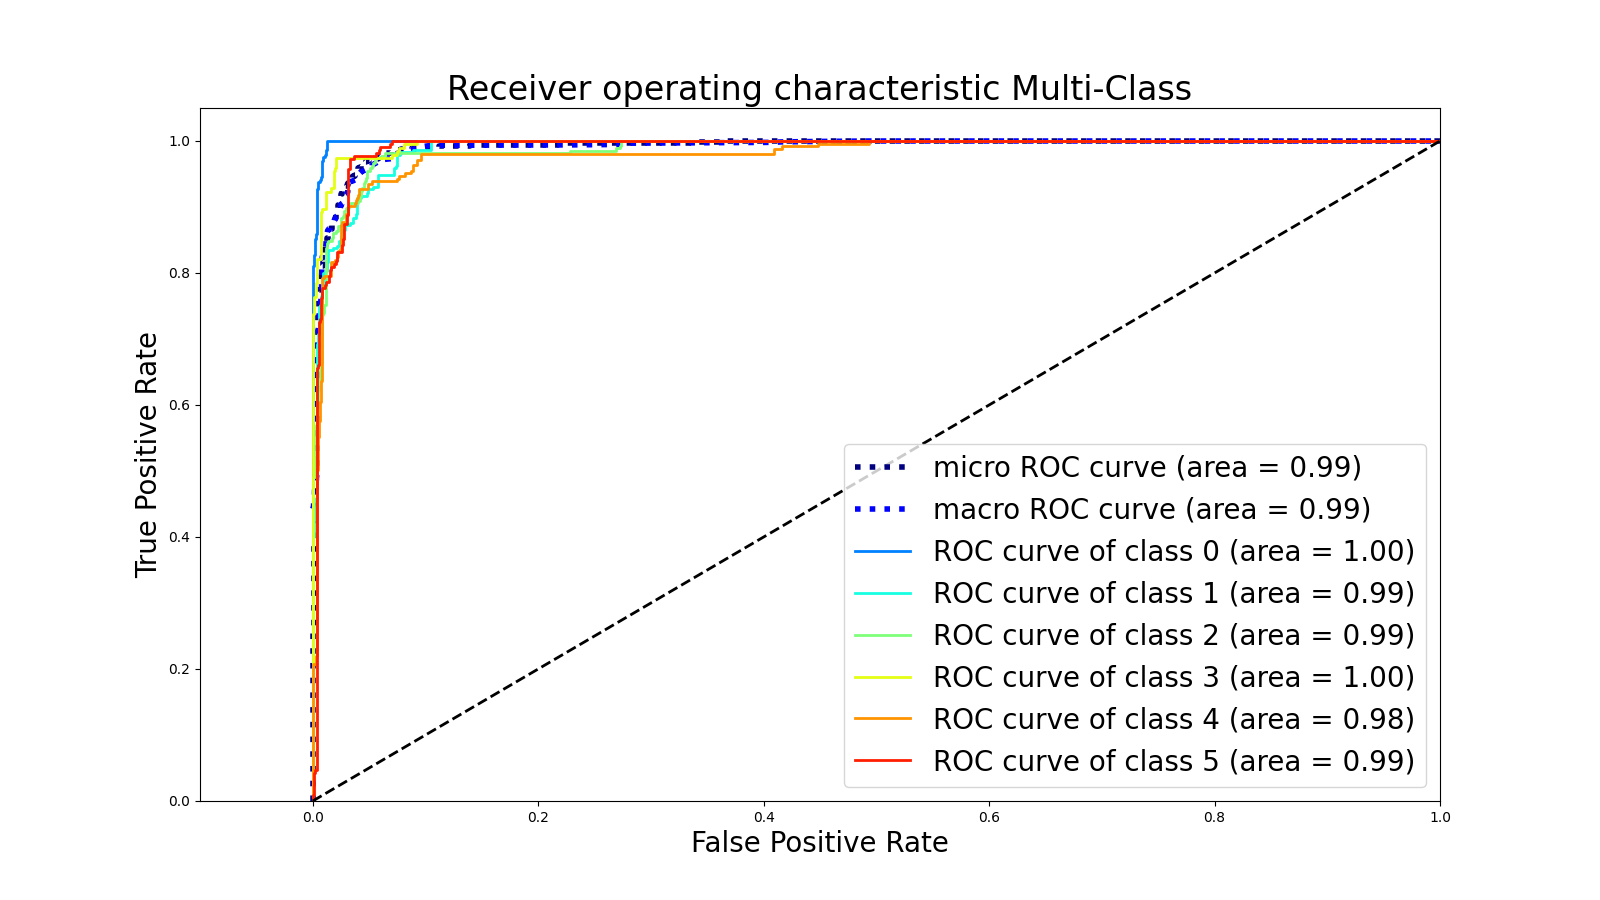 Receiver operating characteristic Multi-Class
1.0
0.8
0.6
0.4
0.2
0.0
True Positive Rate
micro ROC curve (area = 0.99)
macro ROC curve (area = 0.99)
ROC curve of class 0 (area = 1.00)
ROC curve of class 1 (area = 0.99)
ROC curve of class 2 (area = 0.99)
ROC curve of class 3 (area = 1.00)
ROC curve of class 4 (area = 0.98)
ROC curve of class 5 (area = 0.99)
0.0 0.2 0.4 0.6 0.8 1.0
False Positive Rate